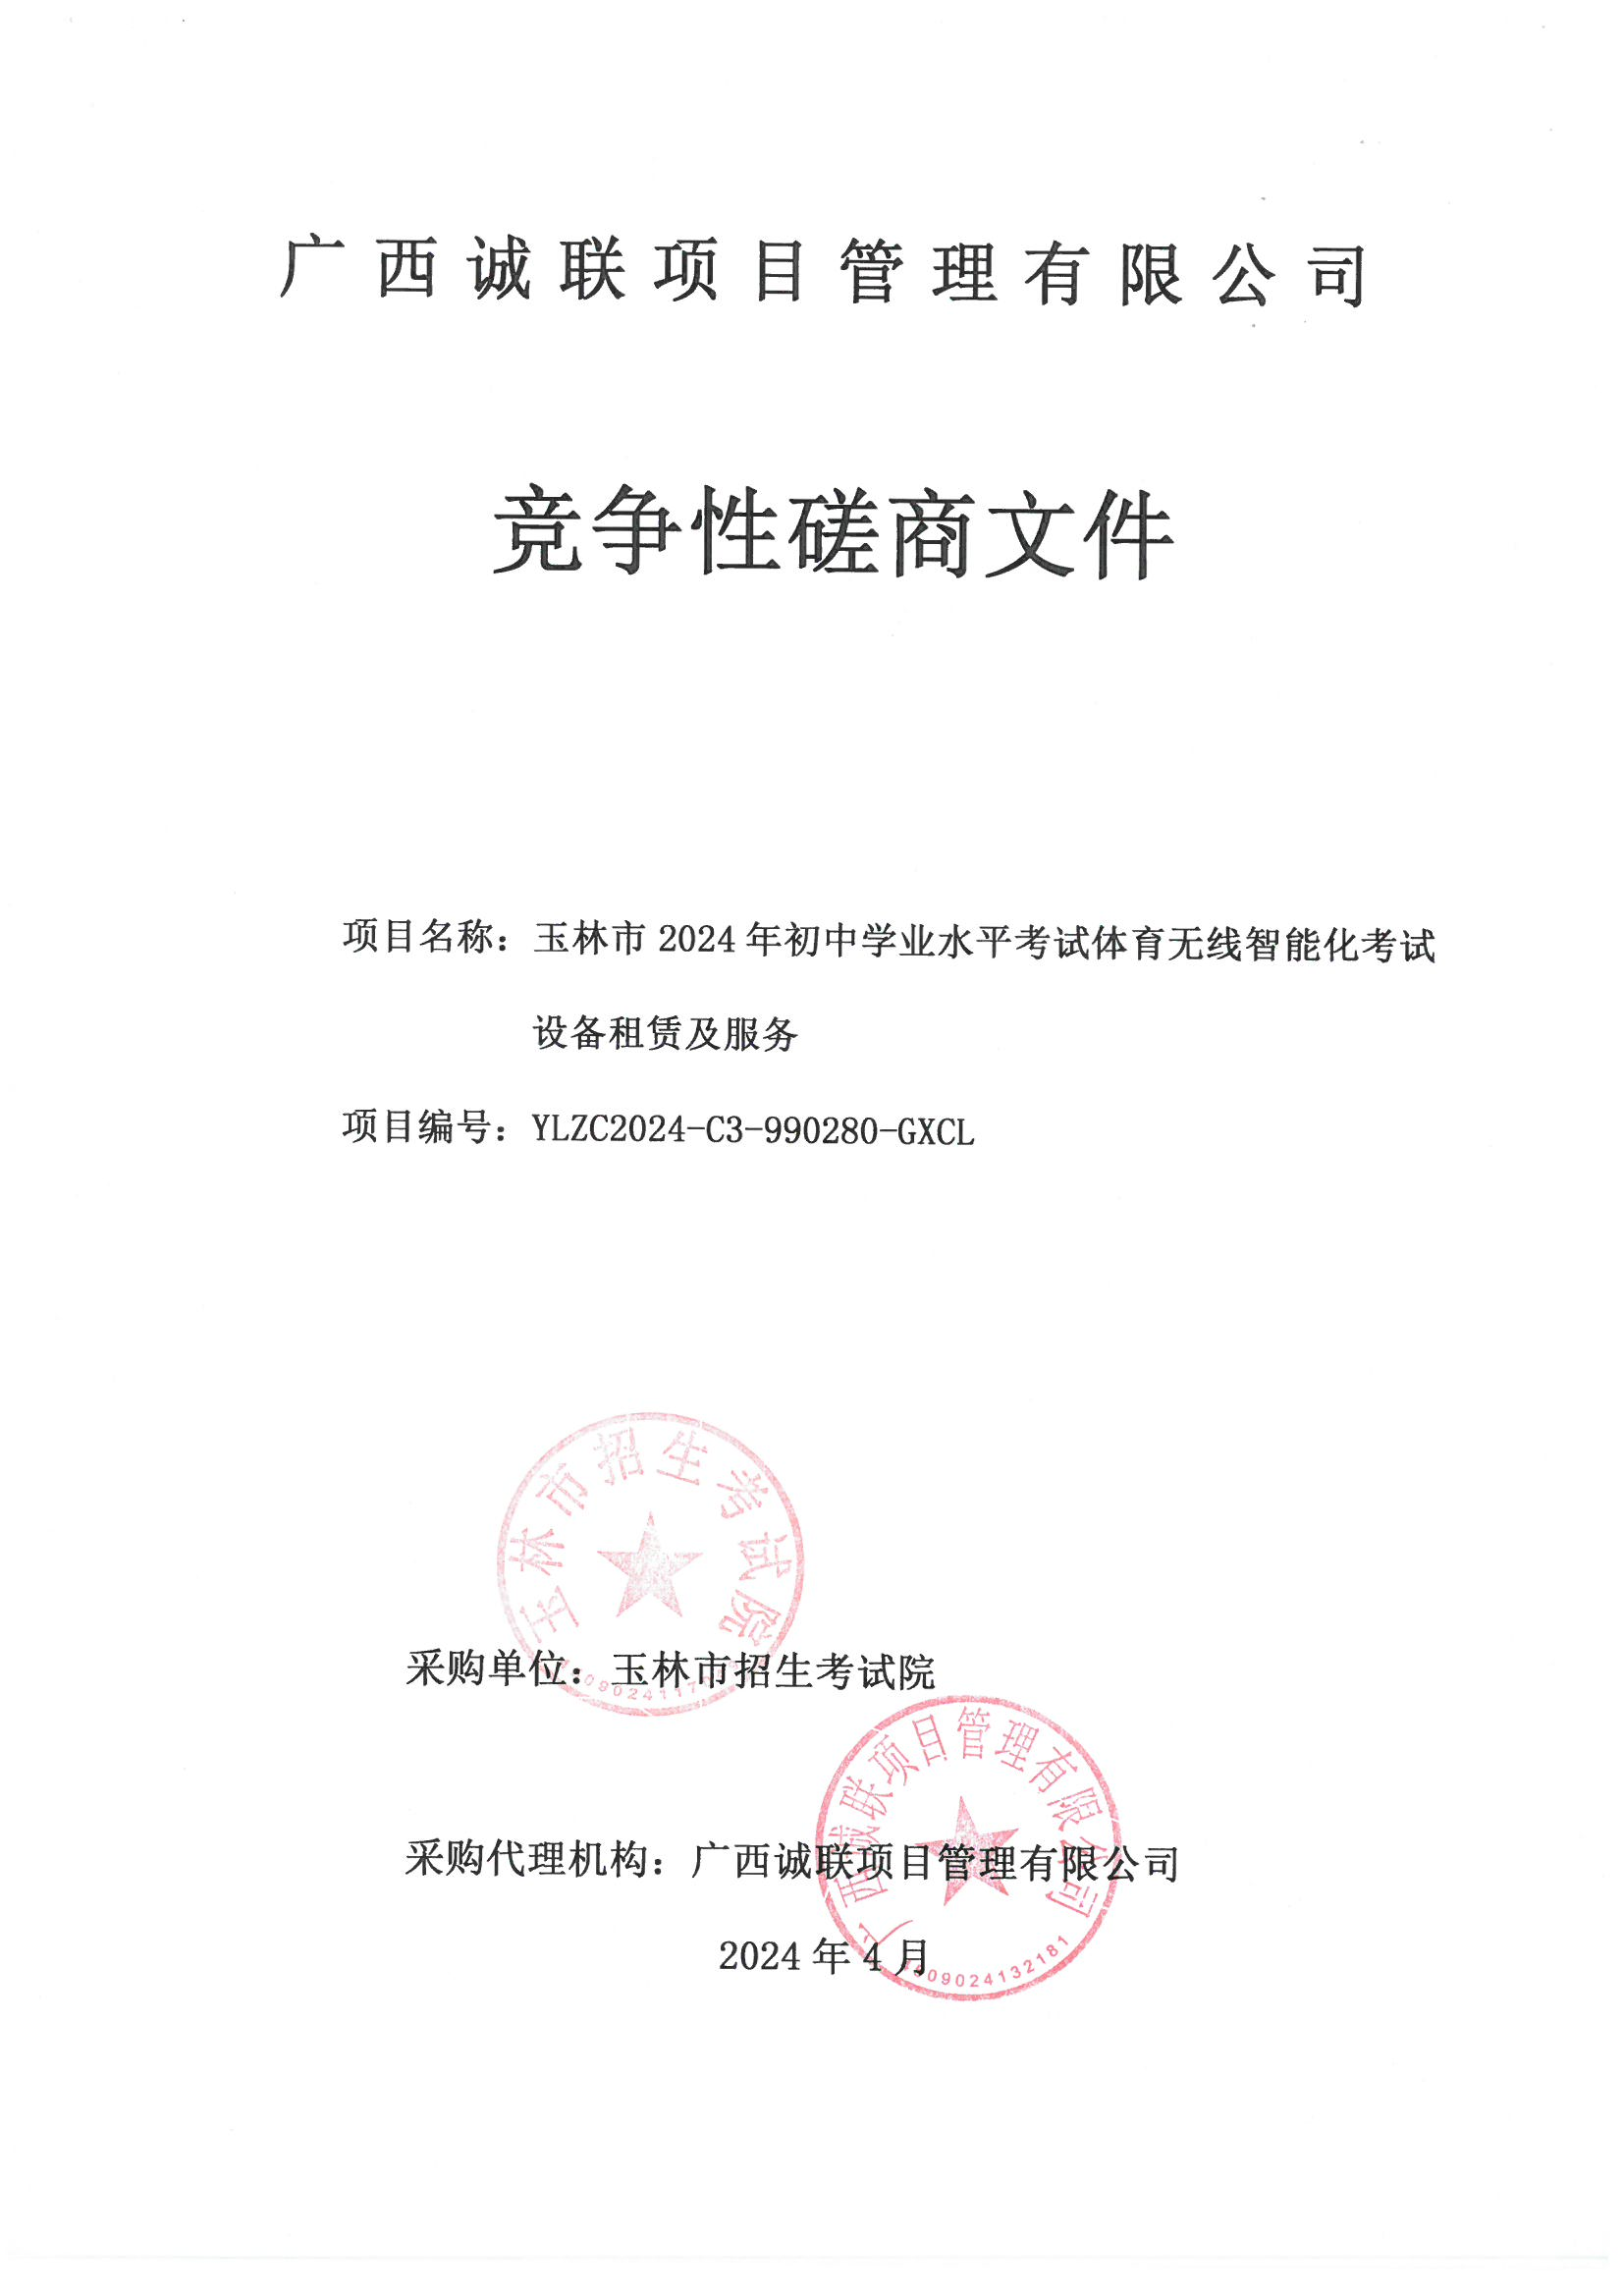 广西诚联项目管理有限公司
竞争性磋商文件
项目名称：玉林市 2024 年初中学业水平考试体育无线智能化考试
设备租赁及服务
项目编号：YLZC2024-C3-990280-GXCL
玉林市招生考试院
采购单位：玉林市招生考试院
广西诚联项目管理有限公司
采购代理机构：广西诚联项目管理有限公司
2024 年 4 月